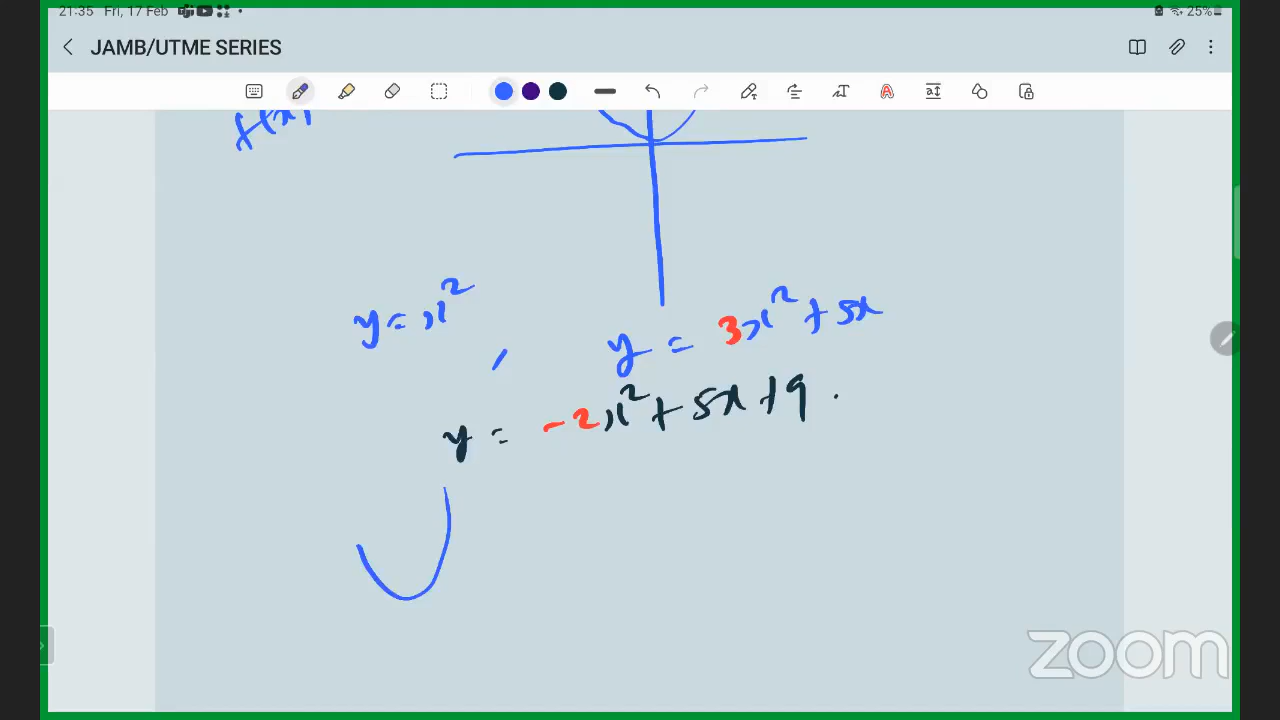 21:35 Fri, 17 Feb
25%
JAMB/UTME SERIES
f(x)
y = x²
,
y = 3x² + 5x
y = -2x² + 5x + 9 .
zoom